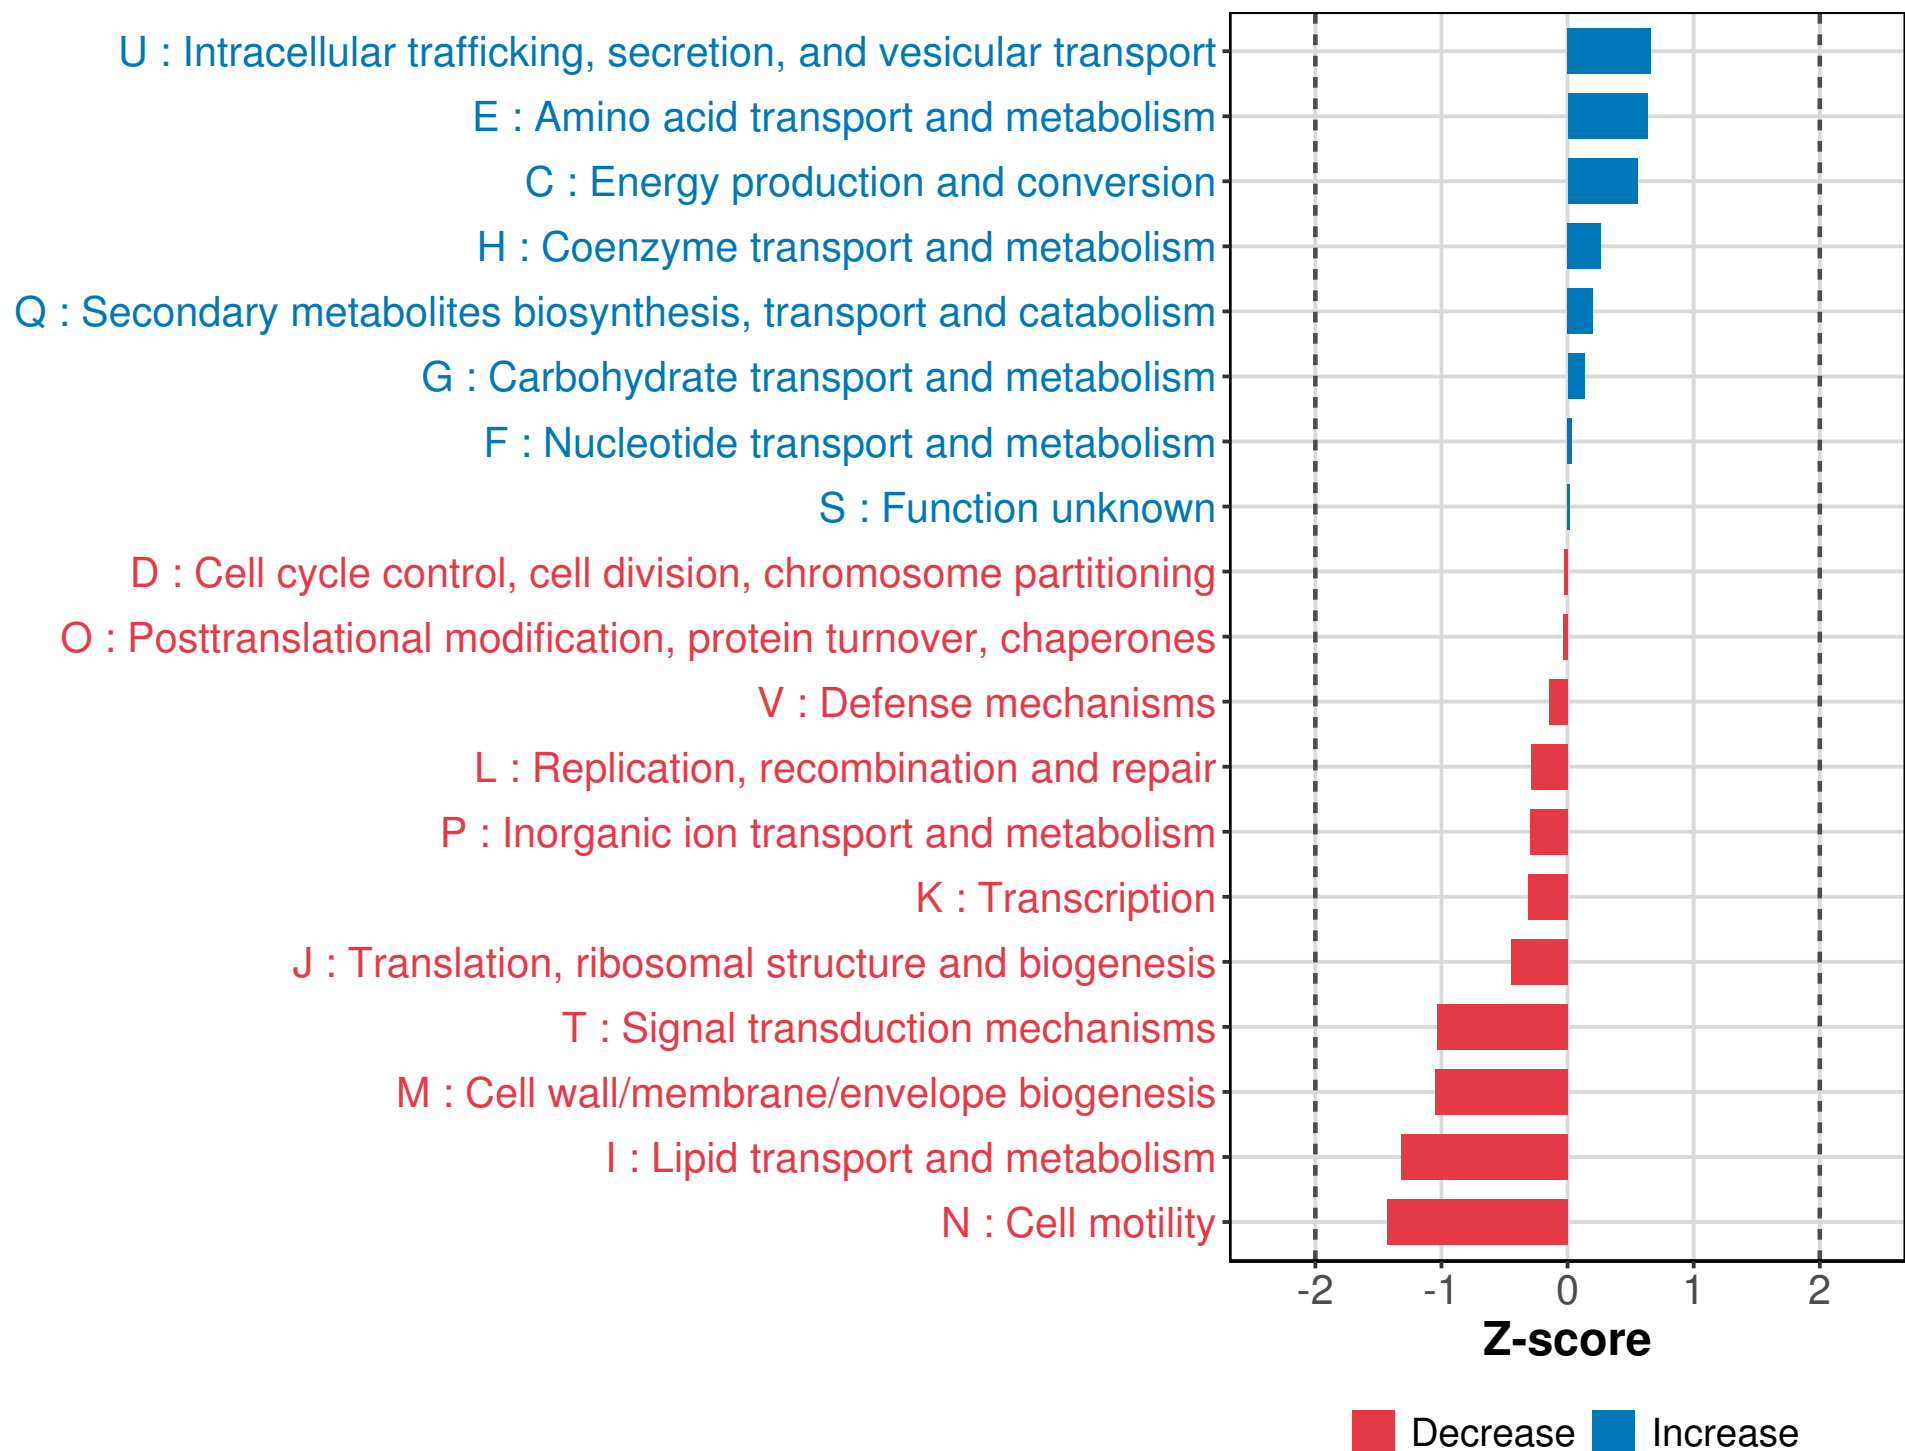 U : Intracellular trafficking, secretion, and vesicular transport
E : Amino acid transport and metabolism
C : Energy production and conversion
H : Coenzyme transport and metabolism
Q : Secondary metabolites biosynthesis, transport and catabolism
G : Carbohydrate transport and metabolism
F : Nucleotide transport and metabolism
S : Function unknown
D : Cell cycle control, cell division, chromosome partitioning
O : Posttranslational modification, protein turnover, chaperones
V : Defense mechanisms
L : Replication, recombination and repair
P : Inorganic ion transport and metabolism
K : Transcription
J : Translation, ribosomal structure and biogenesis
T : Signal transduction mechanisms
M : Cell wall/membrane/envelope biogenesis
I : Lipid transport and metabolism
N : Cell motility
-2 -1 0 1 2
Z-score
Decrease Increase